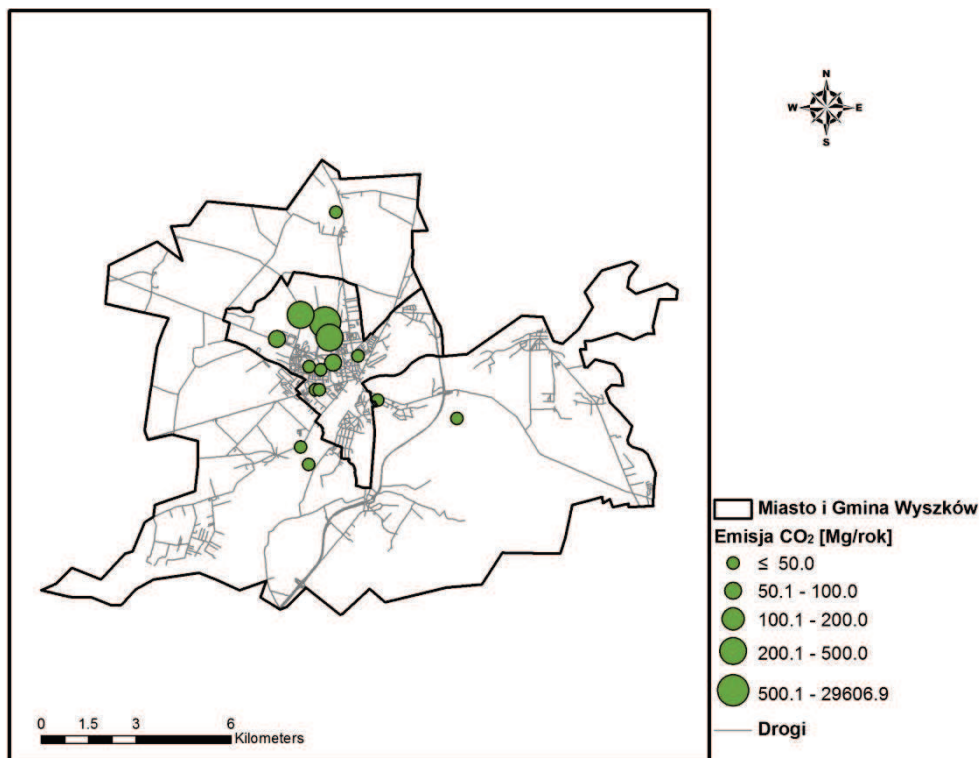 N
W E
S
Miasto i Gmina Wyszków
Emisja CO₂ [Mg/rok]
≤ 50.0
50.1 - 100.0
100.1 - 200.0
200.1 - 500.0
500.1 - 29606.9
Drogi
0 1.5 3 6
Kilometers